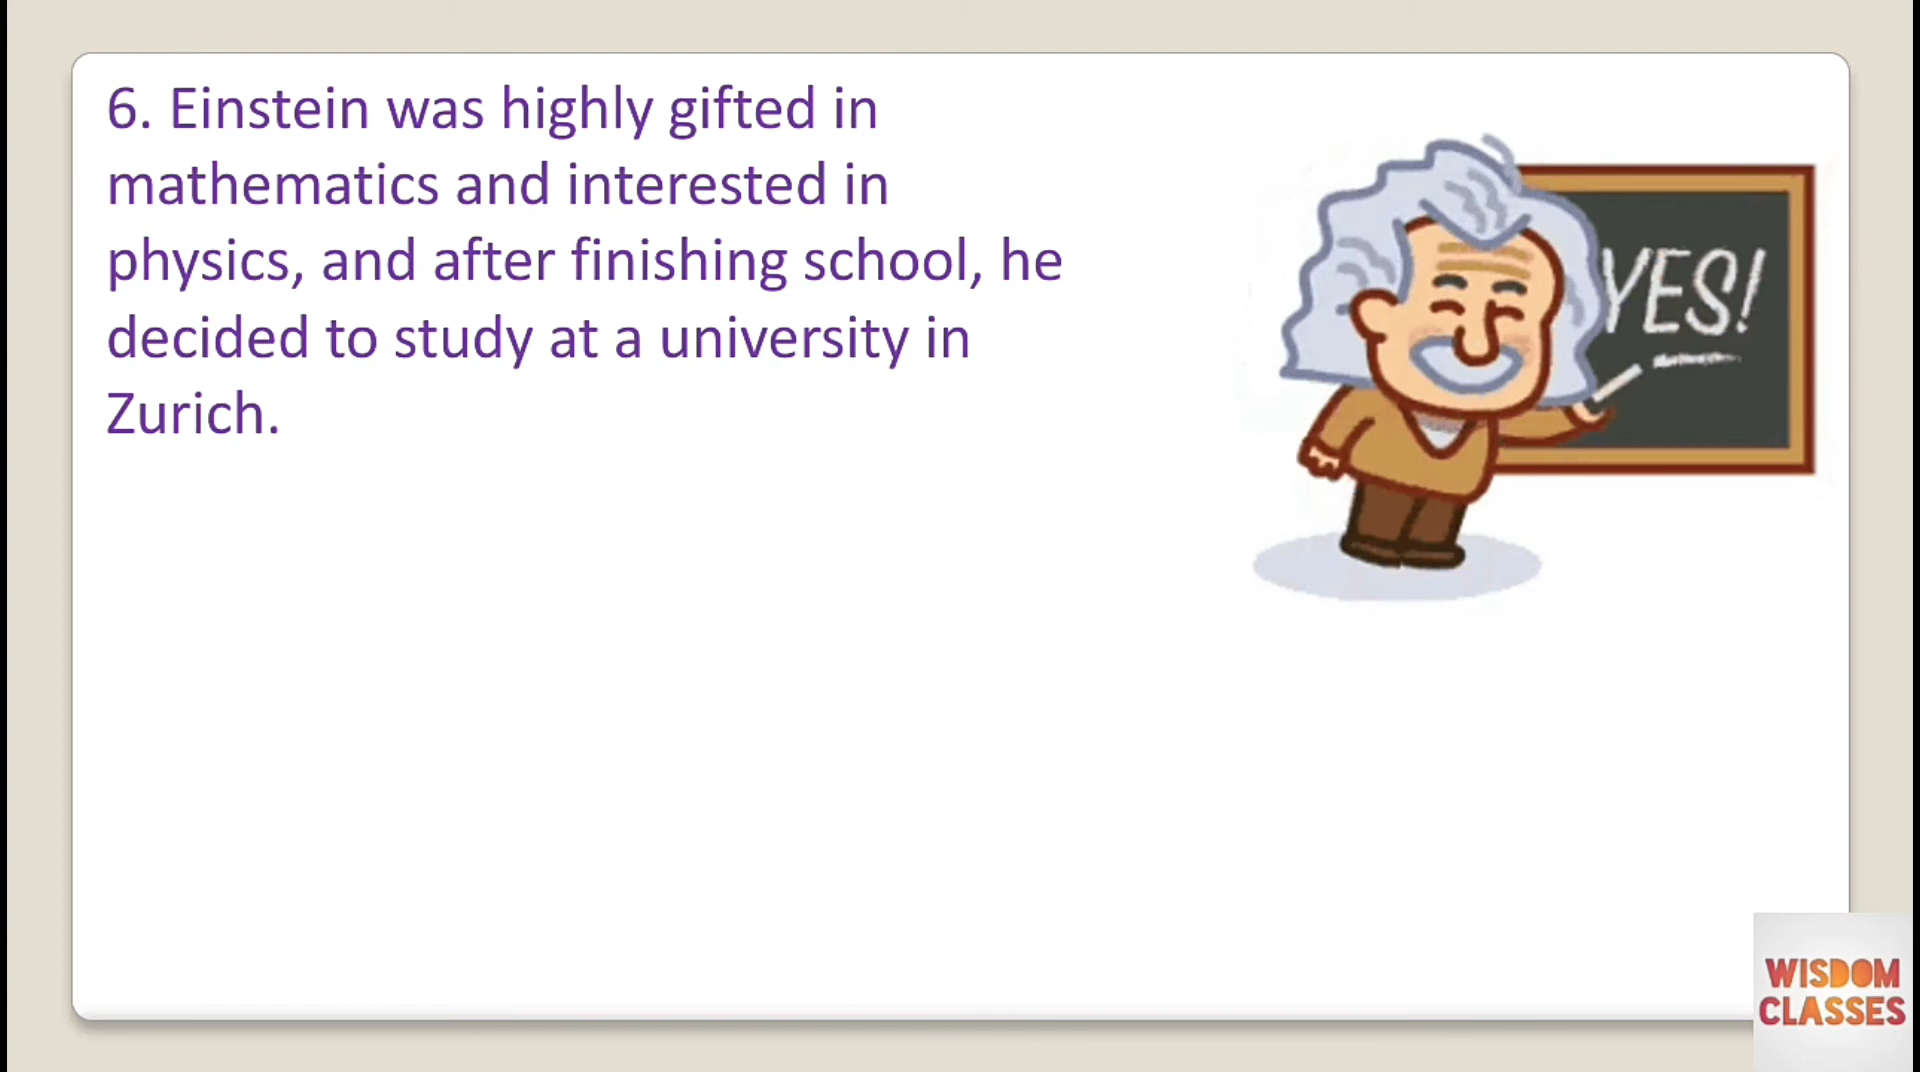 6. Einstein was highly gifted in
mathematics and interested in
physics, and after finishing school, he
decided to study at a university in
Zurich.
YES!
WISDOM
CLASSES